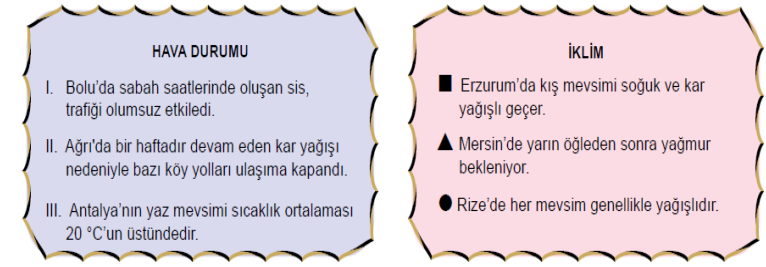 HAVA DURUMU
I. Bolu'da sabah saatlerinde oluşan sis,
trafiği olumsuz etkiledi.
II. Ağrı'da bir haftadır devam eden kar yağışı
nedeniyle bazı köy yolları ulaşıma kapandı.
III. Antalya'nın yaz mevsimi sıcaklık ortalaması
20 °C'un üstündedir.
İKLİM
■ Erzurum'da kış mevsimi soğuk ve kar
yağışlı geçer.
▲ Mersin'de yarın öğleden sonra yağmur
bekleniyor.
● Rize'de her mevsim genellikle yağışlıdır.